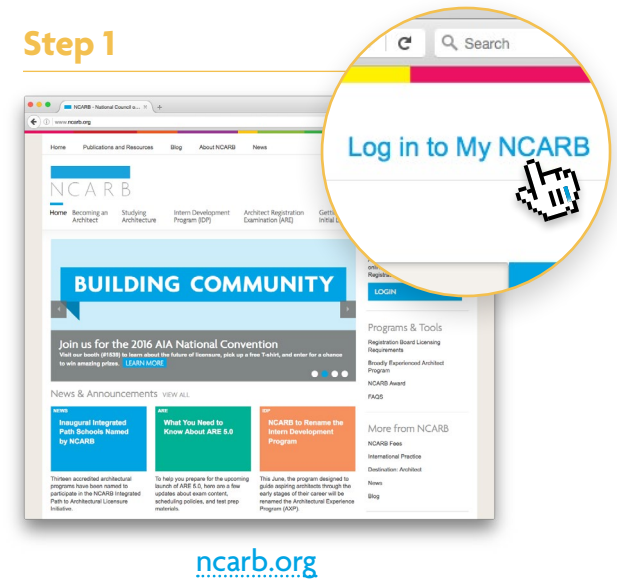 Step 1
Search
Log in to My NCARB
NCARB - National Council o...
www.ncarb.org
Home Publications and Resources Blog About NCARB News
NCARB
Home Becoming an Architect Studying Architecture Intern Development Program (IDP) Architect Registration Examination (ARE)
BUILDING COMMUNITY
Join us for the 2016 AIA National Convention
Visit our booth (#1638) to learn about the future of licensure, pick up a free T-shirt, and enter for a chance
to win amazing prizes. LEARN MORE
LOGIN
Programs & Tools
Registration Board Licensing
Requirements
Broadly Experienced Architect
Program
NCARB Award
FAQS
News & Announcements VIEW ALL
NEWS
Inaugural Integrated
Path Schools Named
by NCARB
Thirteen accredited architectural
programs have been named to
participate in the NCARB Integrated
Path to Architectural Licensure
Initiative.
ARE
What You Need to
Know About ARE 5.0
To help you prepare for the upcoming
launch of ARE 5.0, here are a few
updates about exam content,
scheduling policies, and test prep
materials.
IDP
NCARB to Rename the
Intern Development
Program
This June, the program designed to
guide aspiring architects through the
early stages of their career will be
renamed the Architectural Experience
Program (AXP).
More from NCARB
NCARB Fees
International Practice
Destination: Architect
News
Blog
ncarb.org